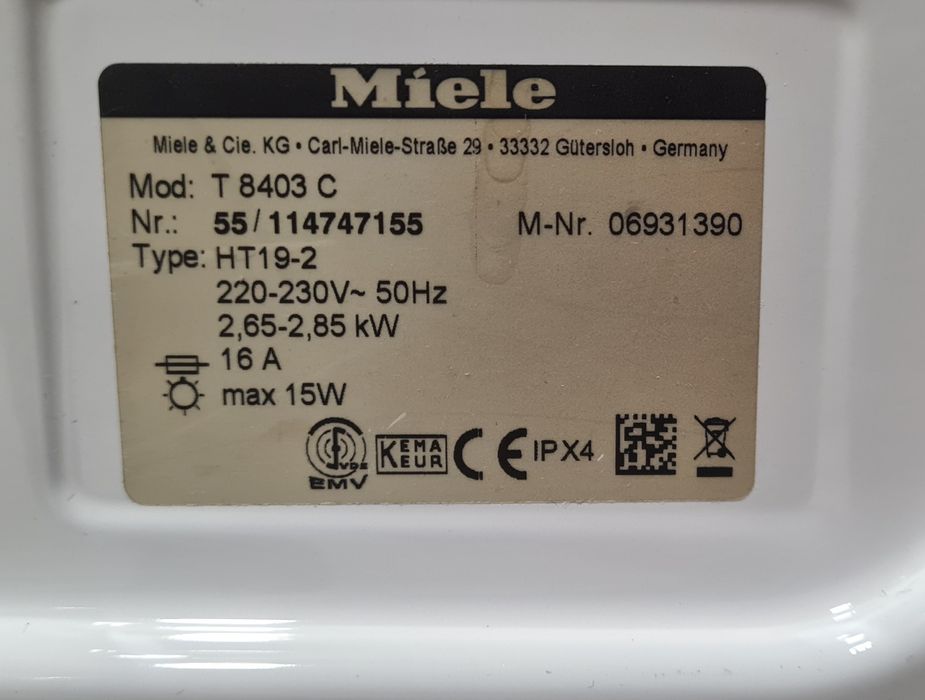 Miele
Miele & Cie. KG • Carl-Miele-Straße 29 • 33332 Gütersloh • Germany
Mod: T 8403 C
Nr.: 55/114747155 M-Nr. 06931390
Type: HT19-2
220-230V~ 50Hz
2,65-2,85 kW
16 A
max 15W
VDE
EMV
KEMA
KEUR
CE
IPX4